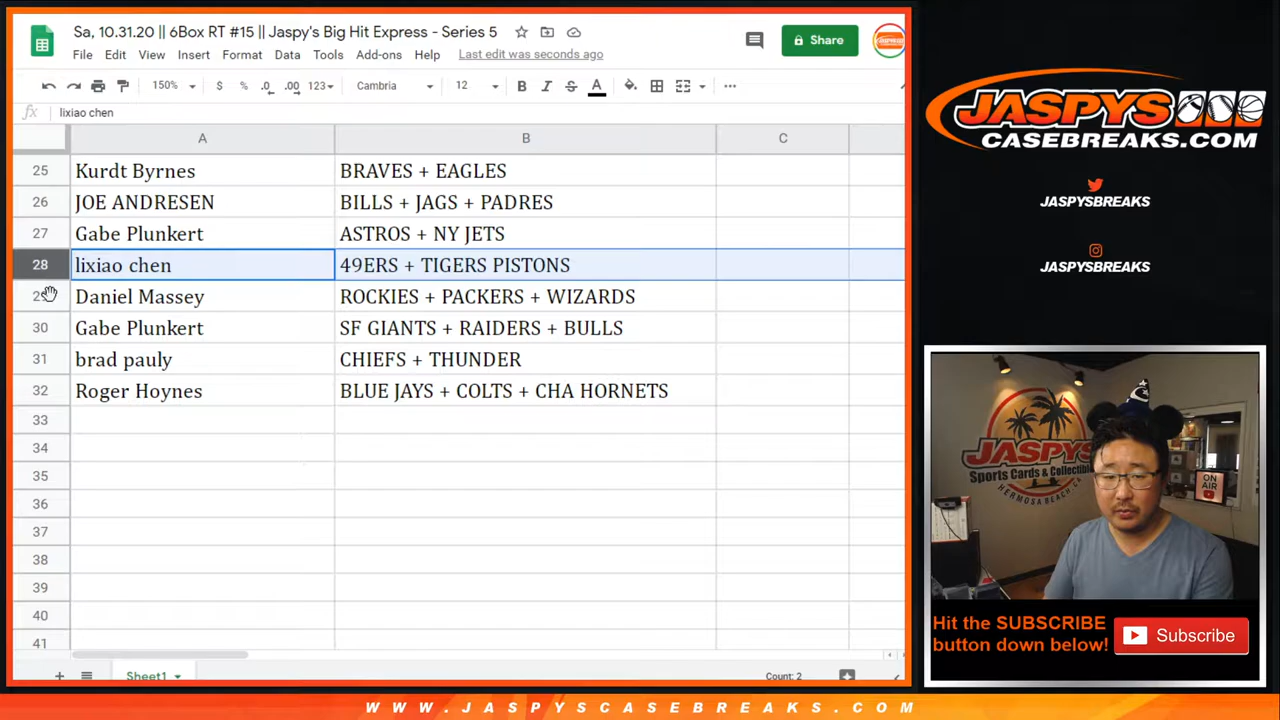 Sa, 10.31.20 || 6Box RT #15 || Jaspy's Big Hit Express - Series 5
File Edit View Insert Format Data Tools Add-ons Help Last edit was seconds ago
Share
150% $ % .0 .00 123 Cambria 12 B I S A
fx lixiao chen
A B C
25 Kurdt Byrnes BRAVES + EAGLES
26 JOE ANDRESEN BILLS + JAGS + PADRES
27 Gabe Plunkert ASTROS + NY JETS
28 lixiao chen 49ERS + TIGERS PISTONS
29 Daniel Massey ROCKIES + PACKERS + WIZARDS
30 Gabe Plunkert SF GIANTS + RAIDERS + BULLS
31 brad pauly CHIEFS + THUNDER
32 Roger Hoynes BLUE JAYS + COLTS + CHA HORNETS
33
34
35
36
37
38
39
40
41
Sheet1 Count: 2
JASPYS
CASEBREAKS.COM
JASPYSBREAKS
JASPYSBREAKS
JASPYS
Sports Cards & Collectibles
HERMOSA BEACH, CA
ON AIR
Hit the SUBSCRIBE
button down below!
Subscribe
WWW.JASPYSCASEBREAKS.COM